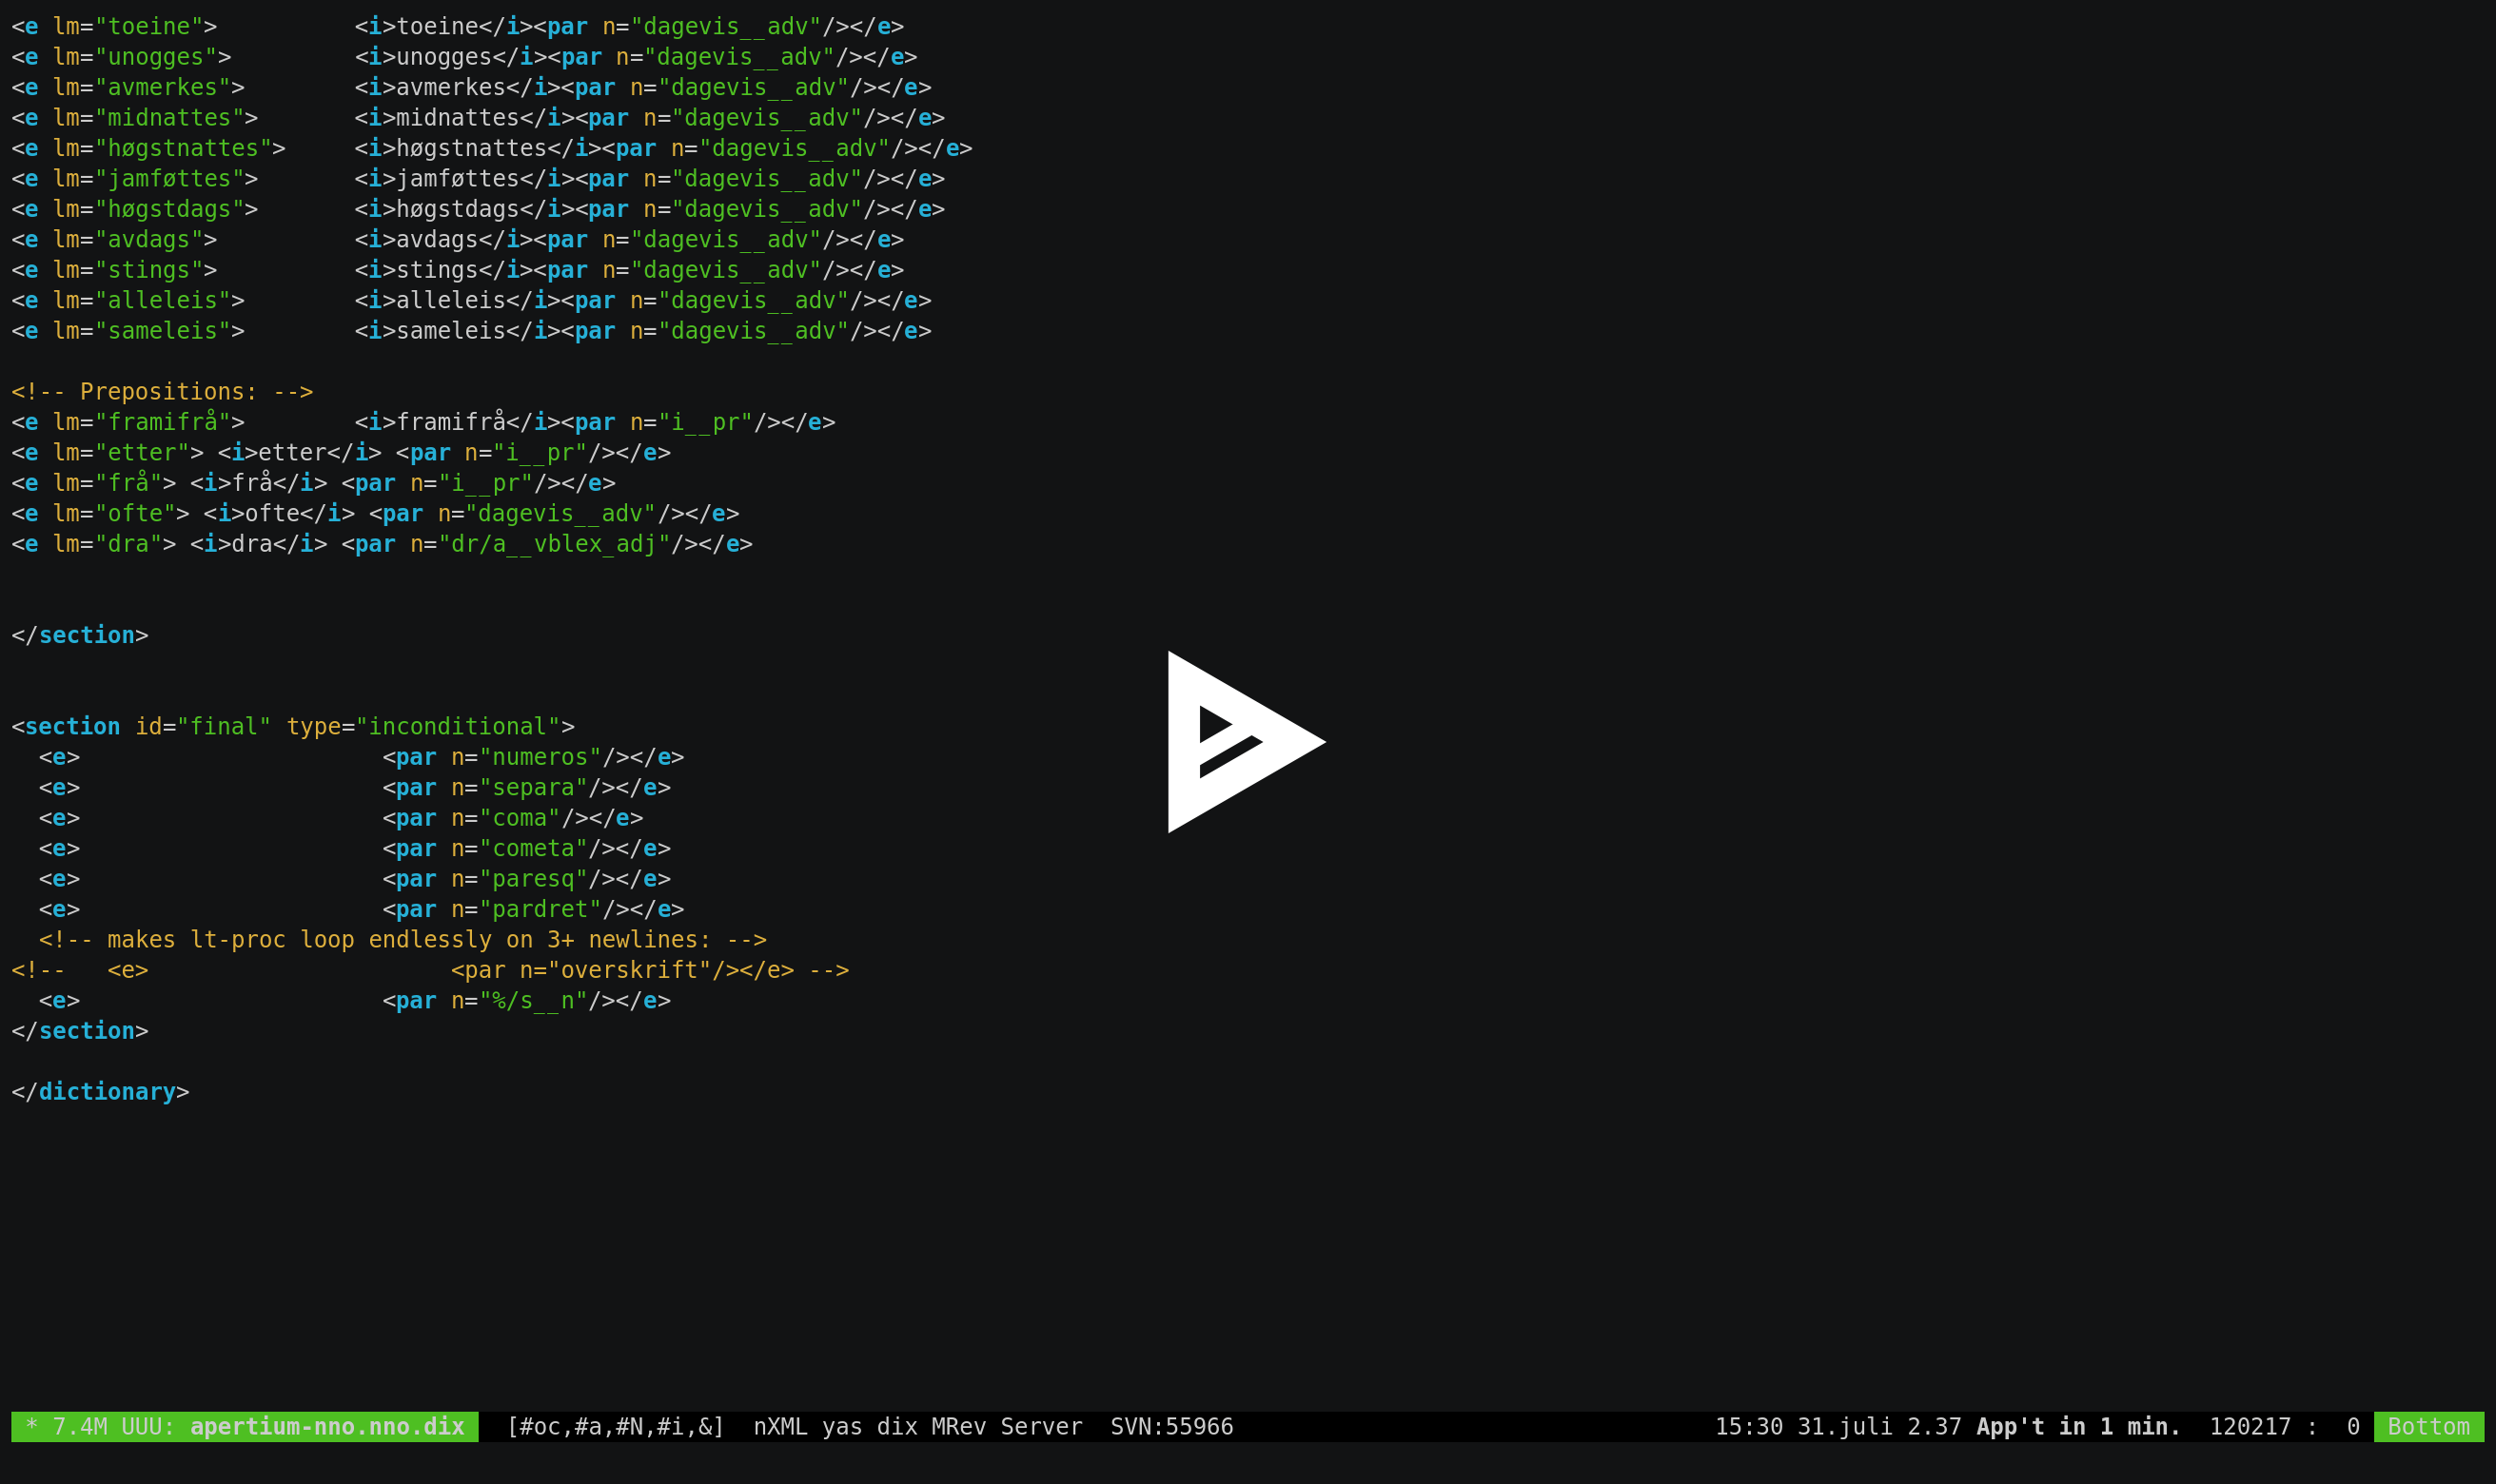 <e lm="toeine">          <i>toeine</i><par n="dagevis__adv"/></e>
<e lm="unogges">         <i>unogges</i><par n="dagevis__adv"/></e>
<e lm="avmerkes">        <i>avmerkes</i><par n="dagevis__adv"/></e>
<e lm="midnattes">       <i>midnattes</i><par n="dagevis__adv"/></e>
<e lm="høgstnattes">     <i>høgstnattes</i><par n="dagevis__adv"/></e>
<e lm="jamføttes">       <i>jamføttes</i><par n="dagevis__adv"/></e>
<e lm="høgstdags">       <i>høgstdags</i><par n="dagevis__adv"/></e>
<e lm="avdags">          <i>avdags</i><par n="dagevis__adv"/></e>
<e lm="stings">          <i>stings</i><par n="dagevis__adv"/></e>
<e lm="alleleis">        <i>alleleis</i><par n="dagevis__adv"/></e>
<e lm="sameleis">        <i>sameleis</i><par n="dagevis__adv"/></e>
<!-- Prepositions: -->
<e lm="framifrå">        <i>framifrå</i><par n="i__pr"/></e>
<e lm="etter"> <i>etter</i> <par n="i__pr"/></e>
<e lm="frå"> <i>frå</i> <par n="i__pr"/></e>
<e lm="ofte"> <i>ofte</i> <par n="dagevis__adv"/></e>
<e lm="dra"> <i>dra</i> <par n="dr/a__vblex_adj"/></e>
</section>
<section id="final" type="inconditional">
  <e>                      <par n="numeros"/></e>
  <e>                      <par n="separa"/></e>
  <e>                      <par n="coma"/></e>
  <e>                      <par n="cometa"/></e>
  <e>                      <par n="paresq"/></e>
  <e>                      <par n="pardret"/></e>
  <!-- makes lt-proc loop endlessly on 3+ newlines: -->
<!--   <e>                      <par n="overskrift"/></e> -->
  <e>                      <par n="%/s__n"/></e>
</section>
</dictionary>
* 7.4M UUU: apertium-nno.nno.dix  [#oc,#a,#N,#i,&]  nXML yas dix MRev Server  SVN:55966  15:30 31.juli 2.37 App't in 1 min.  120217 :  0 Bottom